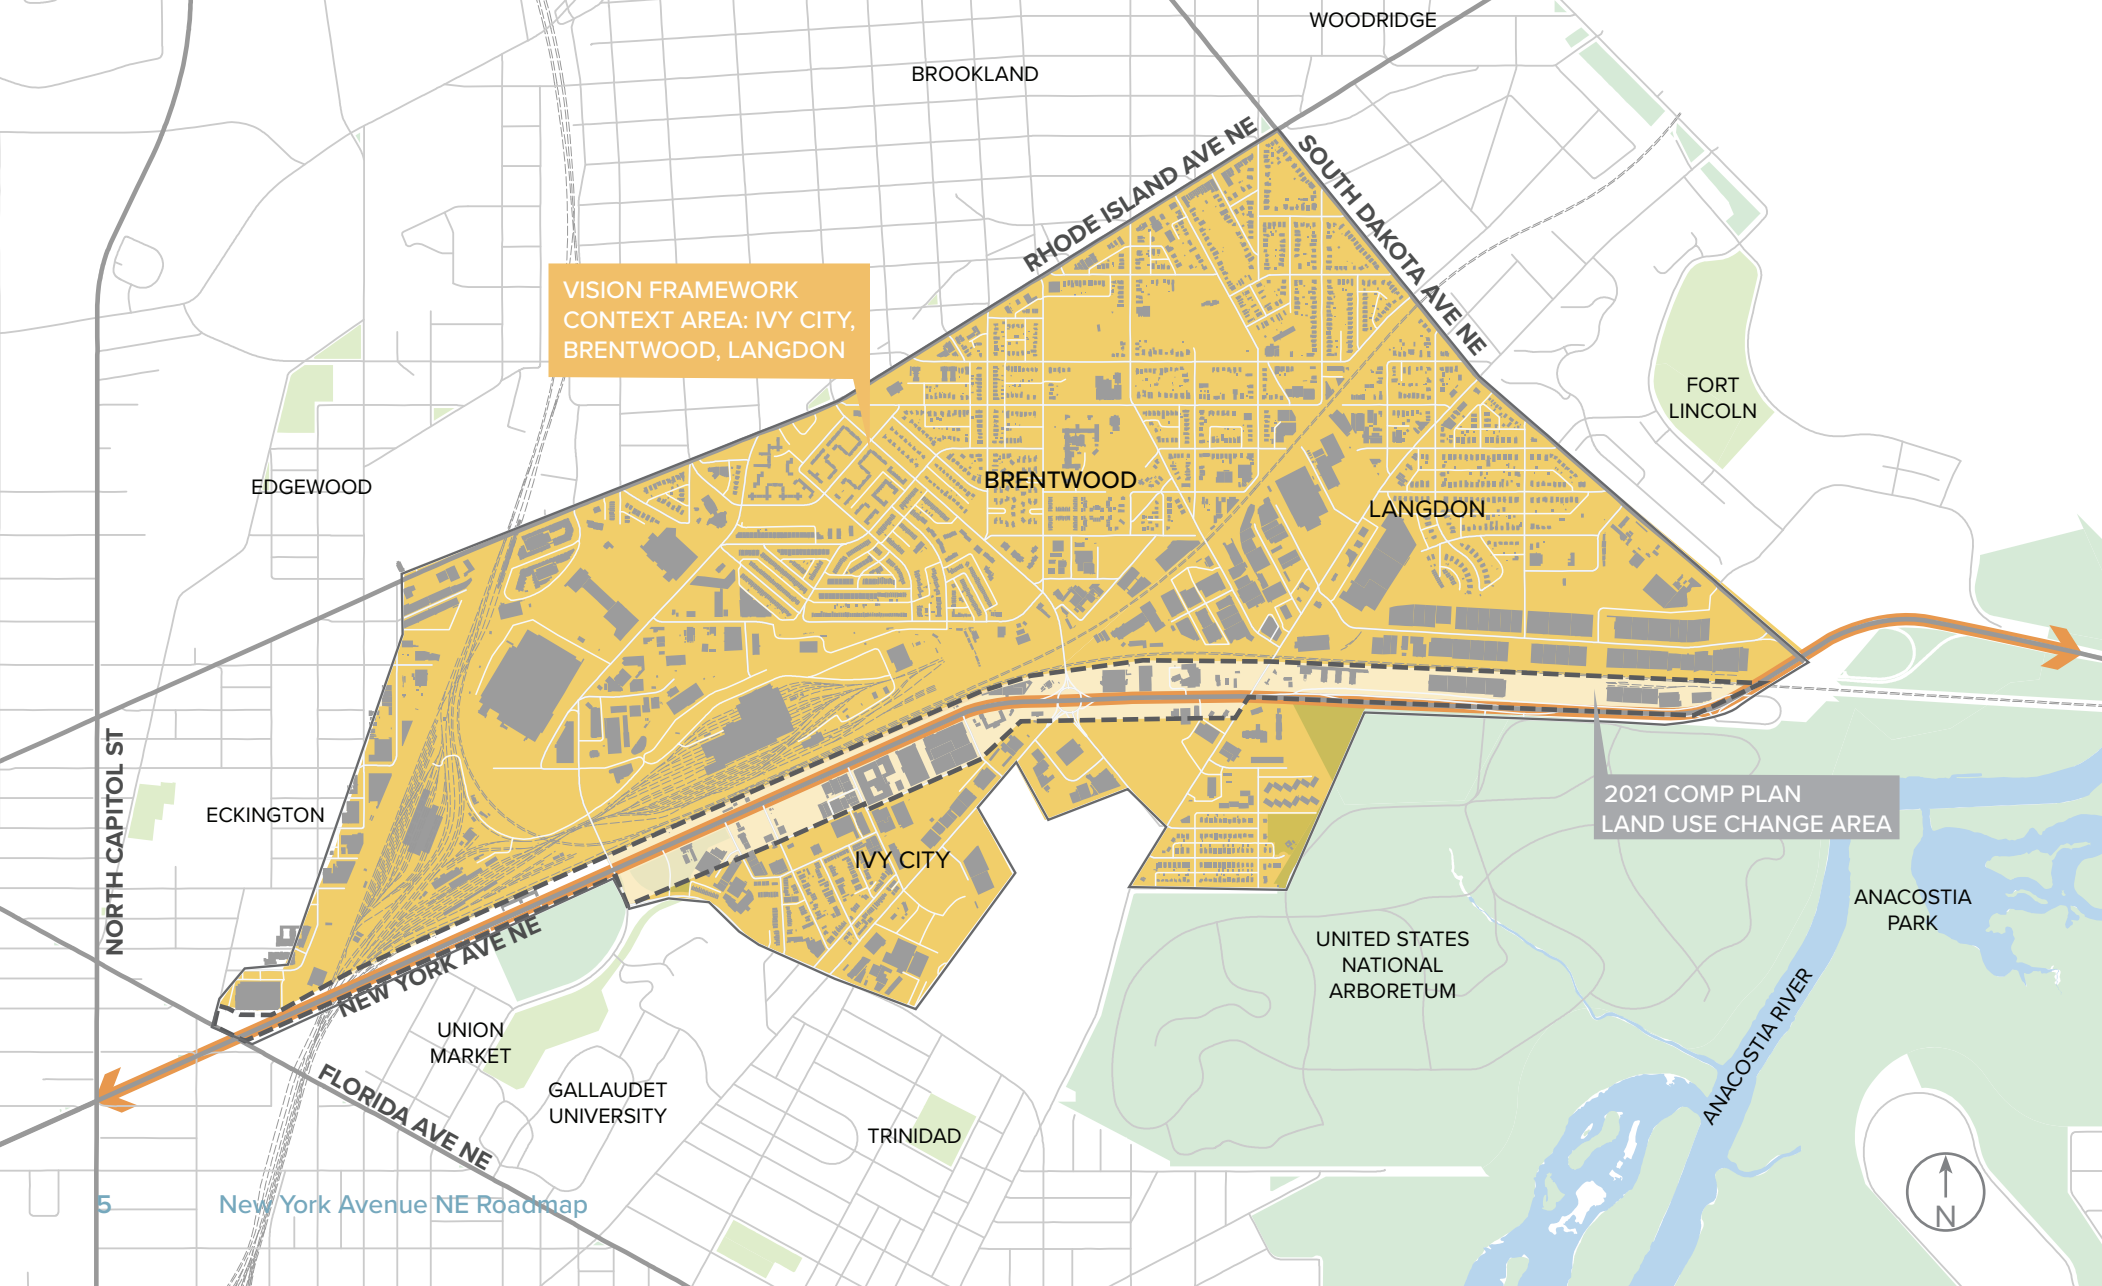 WOODRIDGE
BROOKLAND
RHODE ISLAND AVE NE
SOUTH DAKOTA AVE NE
VISION FRAMEWORK
CONTEXT AREA: IVY CITY,
BRENTWOOD, LANGDON
FORT
LINCOLN
EDGEWOOD
BRENTWOOD
LANGDON
NORTH CAPITOL ST
ECKINGTON
2021 COMP PLAN
LAND USE CHANGE AREA
IVY CITY
ANACOSTIA
PARK
NEW YORK AVE NE
UNITED STATES
NATIONAL
ARBORETUM
ANACOSTIA RIVER
UNION
MARKET
GALLAUDET
UNIVERSITY
FLORIDA AVE NE
TRINIDAD
N
5
New York Avenue NE Roadmap